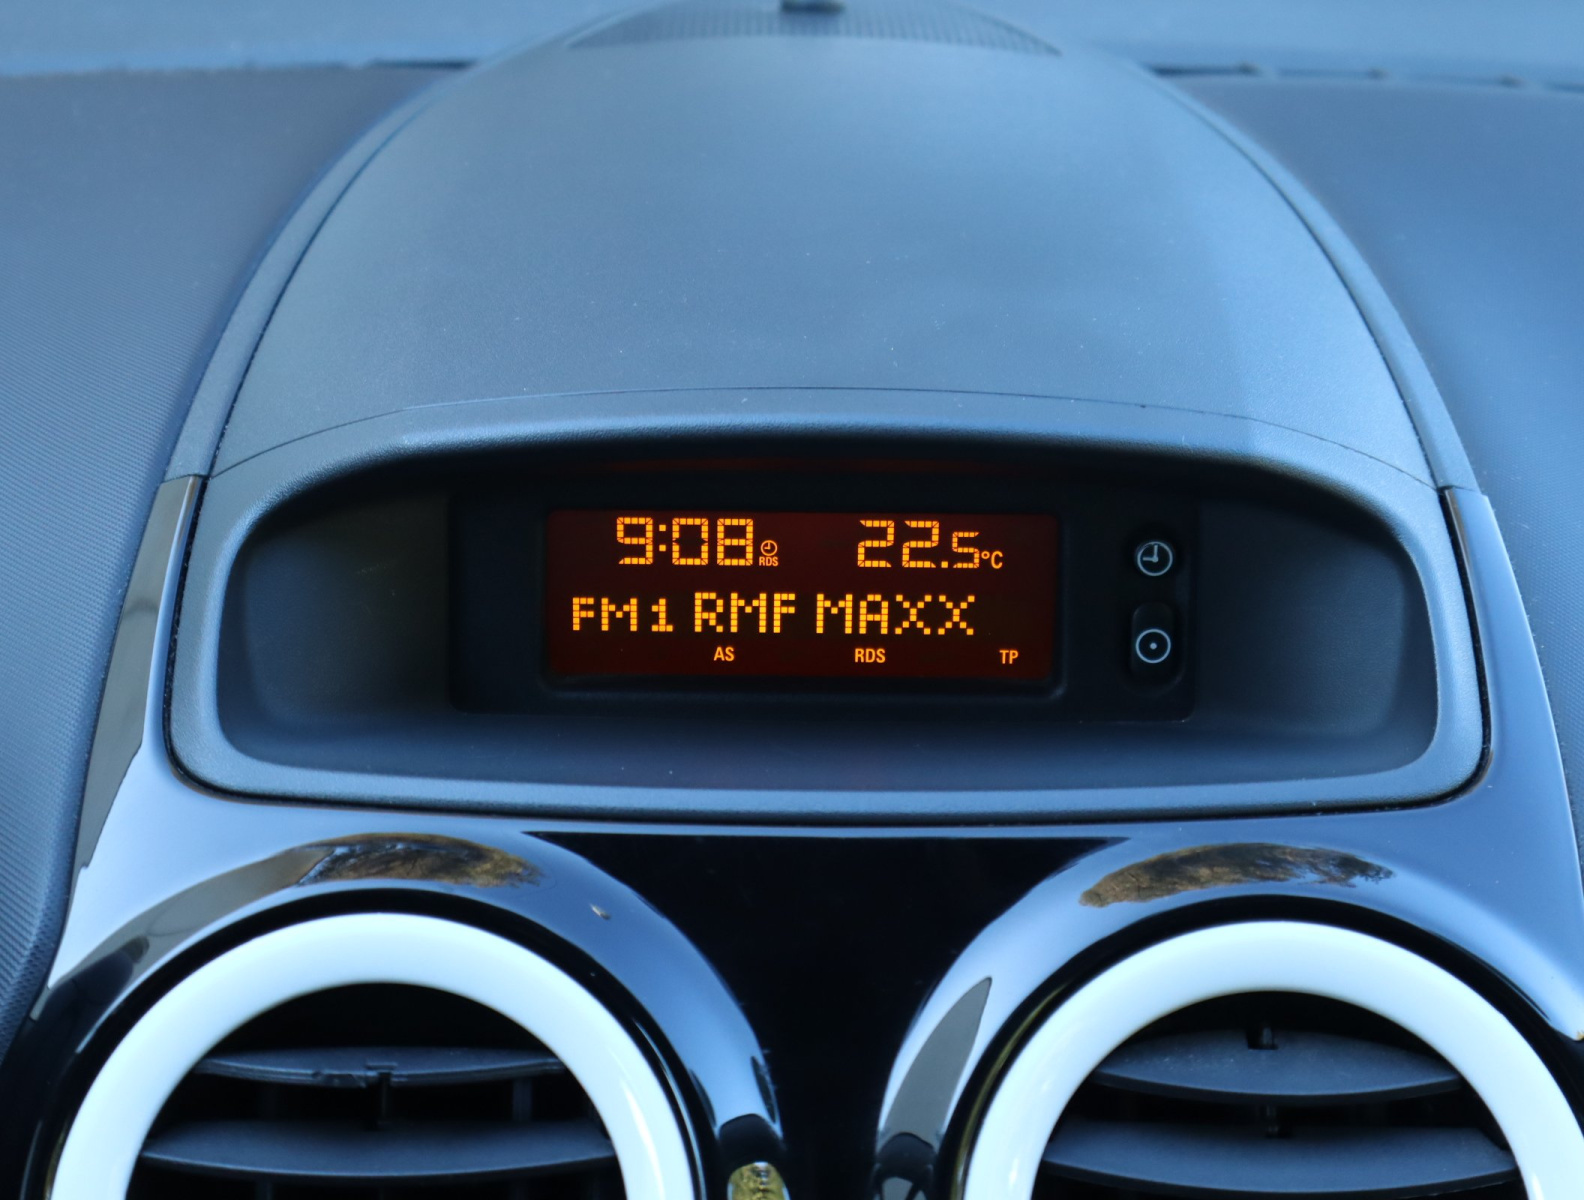 9:08 RDS 22.5°C
FM1 RMF MAXX
AS RDS TP